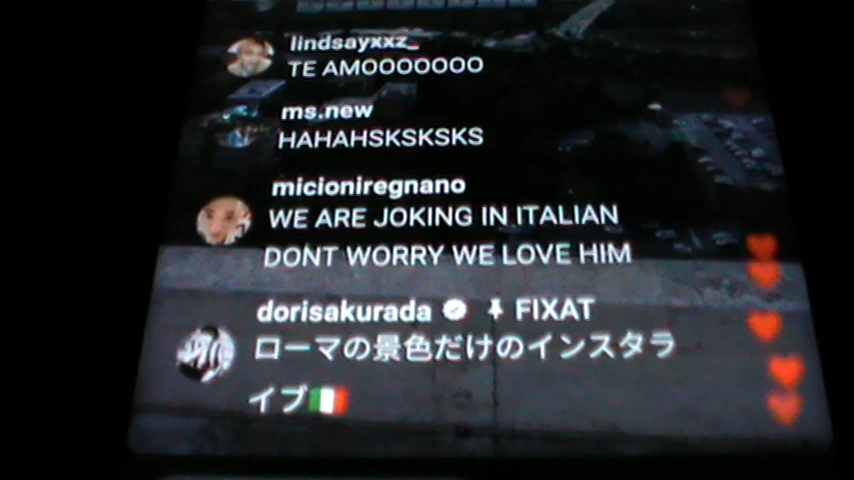 lindsayxxz_
TE AMOOOOOOO
ms.new
HAHAHSKSKSKS
micioniregnano
WE ARE JOKING IN ITALIAN
DONT WORRY WE LOVE HIM
dorisakurada FIXAT
ローマの景色だけのインスタラ
イブ🇮🇹